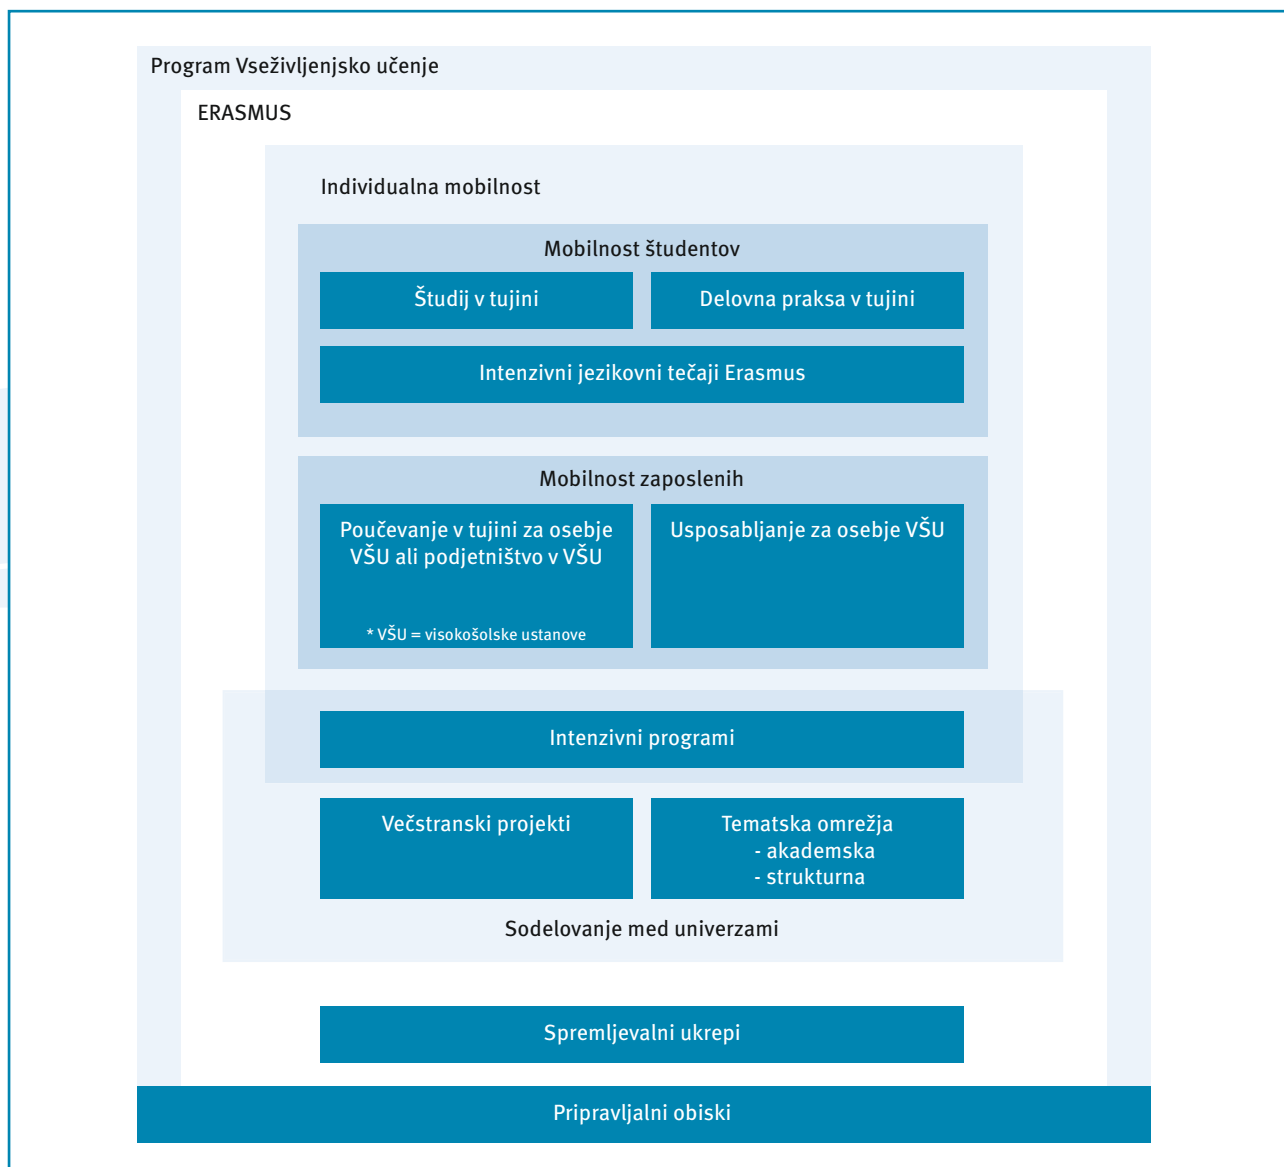 Program Vseživljenjsko učenje
ERASMUS
Individualna mobilnost
Mobilnost študentov
Študij v tujini
Delovna praksa v tujini
Intenzivni jezikovni tečaji Erasmus
Mobilnost zaposlenih
Poučevanje v tujini za osebje
VŠU ali podjetništvo v VŠU
* VŠU = visokošolske ustanove
Usposabljanje za osebje VŠU
Intenzivni programi
Večstranski projekti
Tematska omrežja
- akademska
- strukturna
Sodelovanje med univerzami
Spremljevalni ukrepi
Pripravljalni obiski